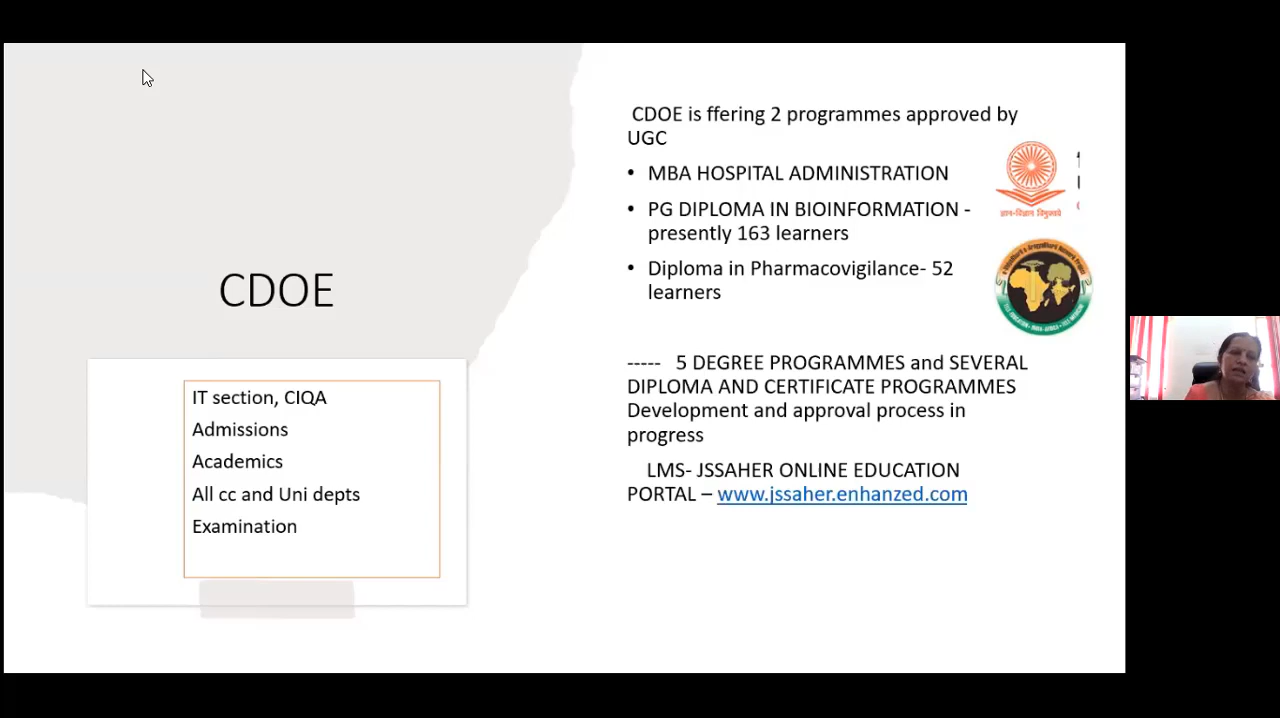 CDOE
IT section, CIQA
Admissions
Academics
All cc and Uni depts
Examination
CDOE is ffering 2 programmes approved by
UGC
• MBA HOSPITAL ADMINISTRATION
• PG DIPLOMA IN BIOINFORMATION -
presently 163 learners
• Diploma in Pharmacovigilance- 52
learners
----- 5 DEGREE PROGRAMMES and SEVERAL
DIPLOMA AND CERTIFICATE PROGRAMMES
Development and approval process in
progress
LMS- JSSAHER ONLINE EDUCATION
PORTAL – www.jssaher.enhanzed.com
ज्ञान-विज्ञान विमुक्तये